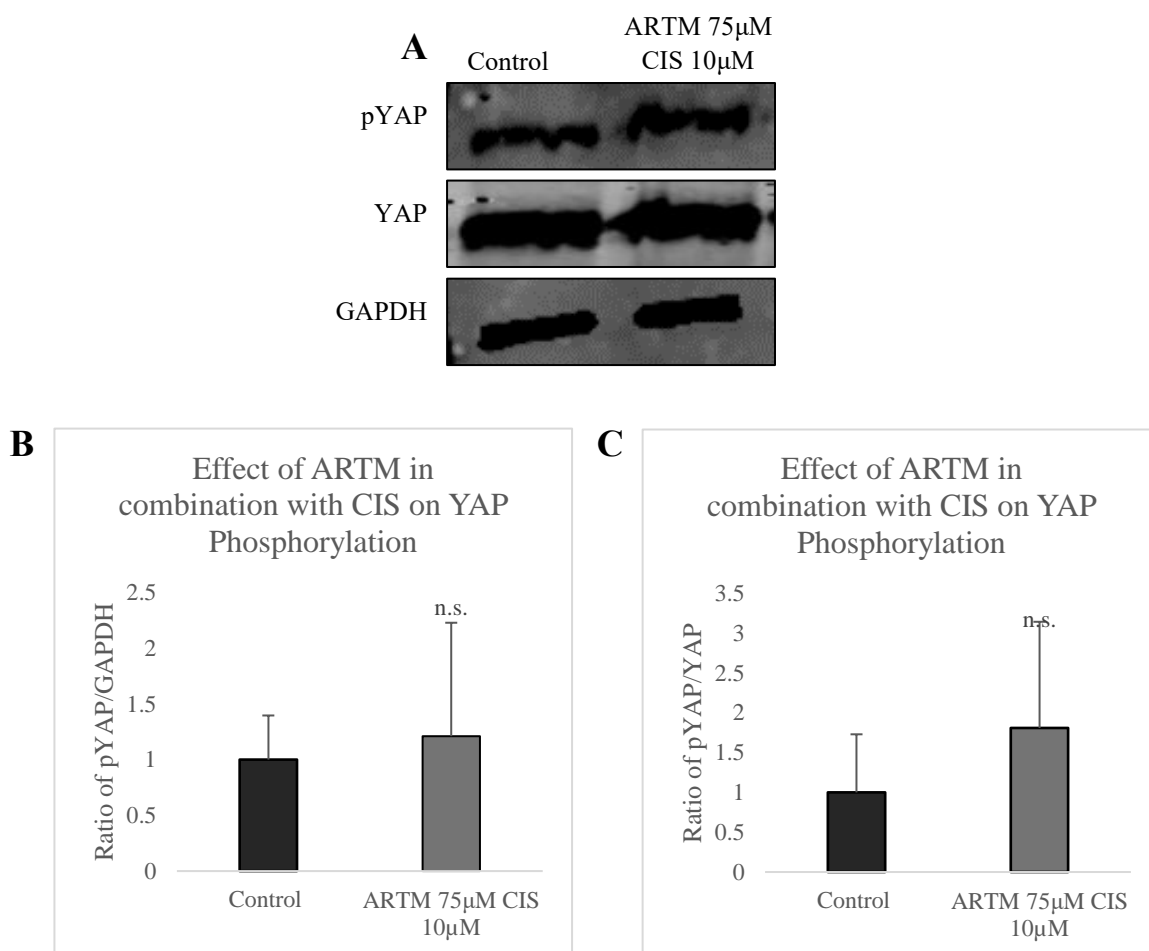 A
Control
ARTM 75µM
CIS 10µM
pYAP
YAP
GAPDH
B
Effect of ARTM in
combination with CIS on YAP
Phosphorylation
Ratio of pYAP/GAPDH
2.5
2
1.5
1
0.5
0
n.s.
Control
ARTM 75µM CIS
10µM
C
Effect of ARTM in
combination with CIS on YAP
Phosphorylation
Ratio of pYAP/YAP
3.5
3
2.5
2
1.5
1
0.5
0
n.s.
Control
ARTM 75µM CIS
10µM